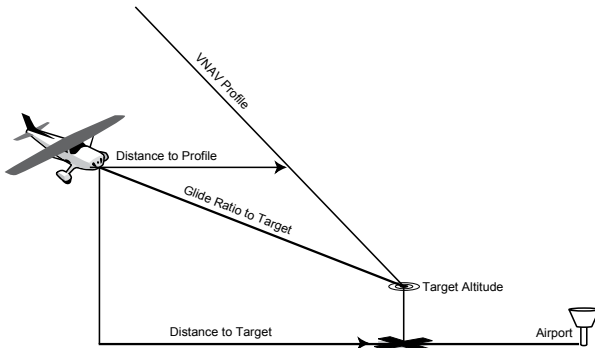 VNAV Profile
Distance to Profile
Glide Ratio to Target
Target Altitude
Distance to Target
Airport